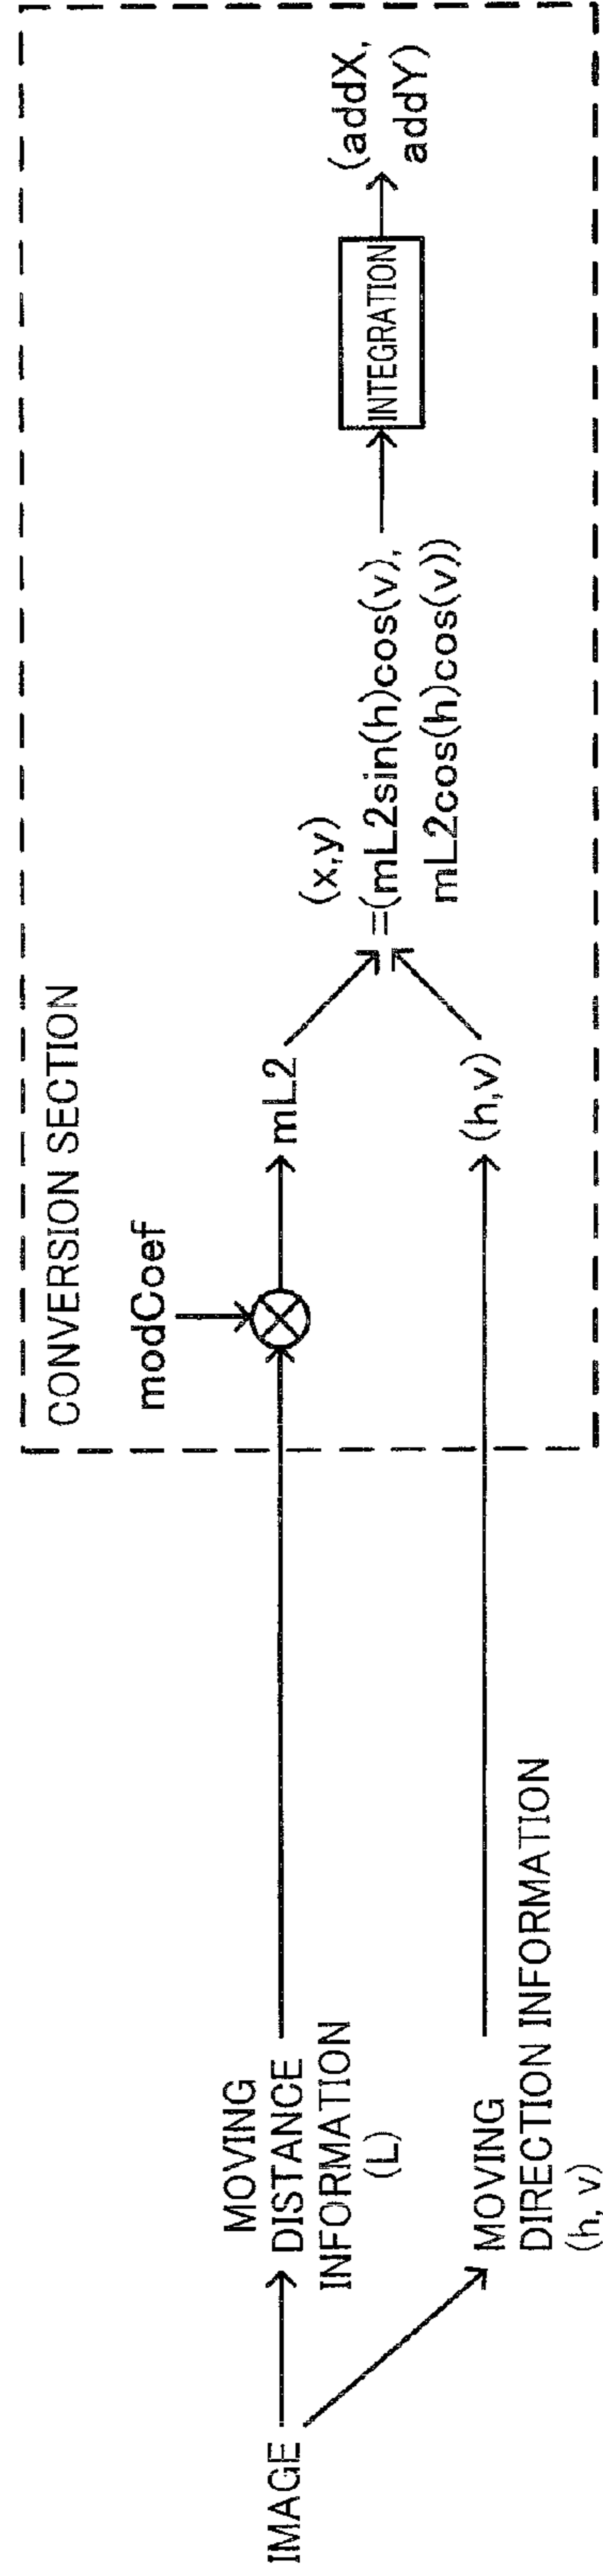 IMAGE
MOVING
DISTANCE
INFORMATION
(L)
MOVING
DIRECTION INFORMATION
(h, v)
CONVERSION SECTION
modCoef
mL2
(h,v)
(x,y)
=(mL2sin(h)cos(v),
mL2cos(h)cos(v))
INTEGRATION
(addX,
addY)